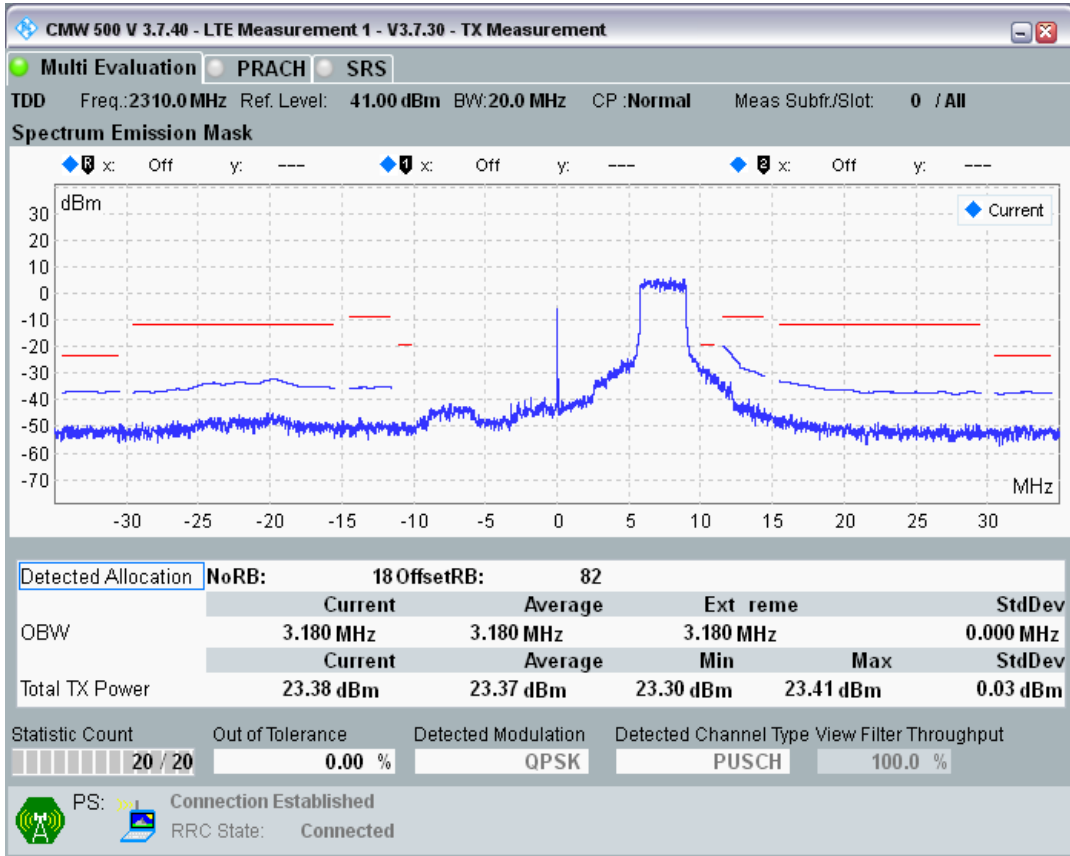 CMW 500 V 3.7.40 - LTE Measurement 1 - V3.7.30 - TX Measurement
Multi Evaluation PRACH SRS
TDD Freq.:2310.0 MHz Ref. Level: 41.00 dBm BW:20.0 MHz CP :Normal Meas Subfr./Slot: 0 / All
Spectrum Emission Mask
R x: Off y: --- 1 x: Off y: --- 2 x: Off y: ---
dBm
Current
30
20
10
0
-10
-20
-30
-40
-50
-60
-70
MHz
-30 -25 -20 -15 -10 -5 0 5 10 15 20 25 30
Detected Allocation NoRB: 18 OffsetRB: 82
Current Average Ext reme StdDev
OBW 3.180 MHz 3.180 MHz 3.180 MHz 0.000 MHz
Current Average Min Max StdDev
Total TX Power 23.38 dBm 23.37 dBm 23.30 dBm 23.41 dBm 0.03 dBm
Statistic Count Out of Tolerance Detected Modulation Detected Channel Type View Filter Throughput
20 / 20 0.00 % QPSK PUSCH 100.0 %
PS: Connection Established
RRC State: Connected